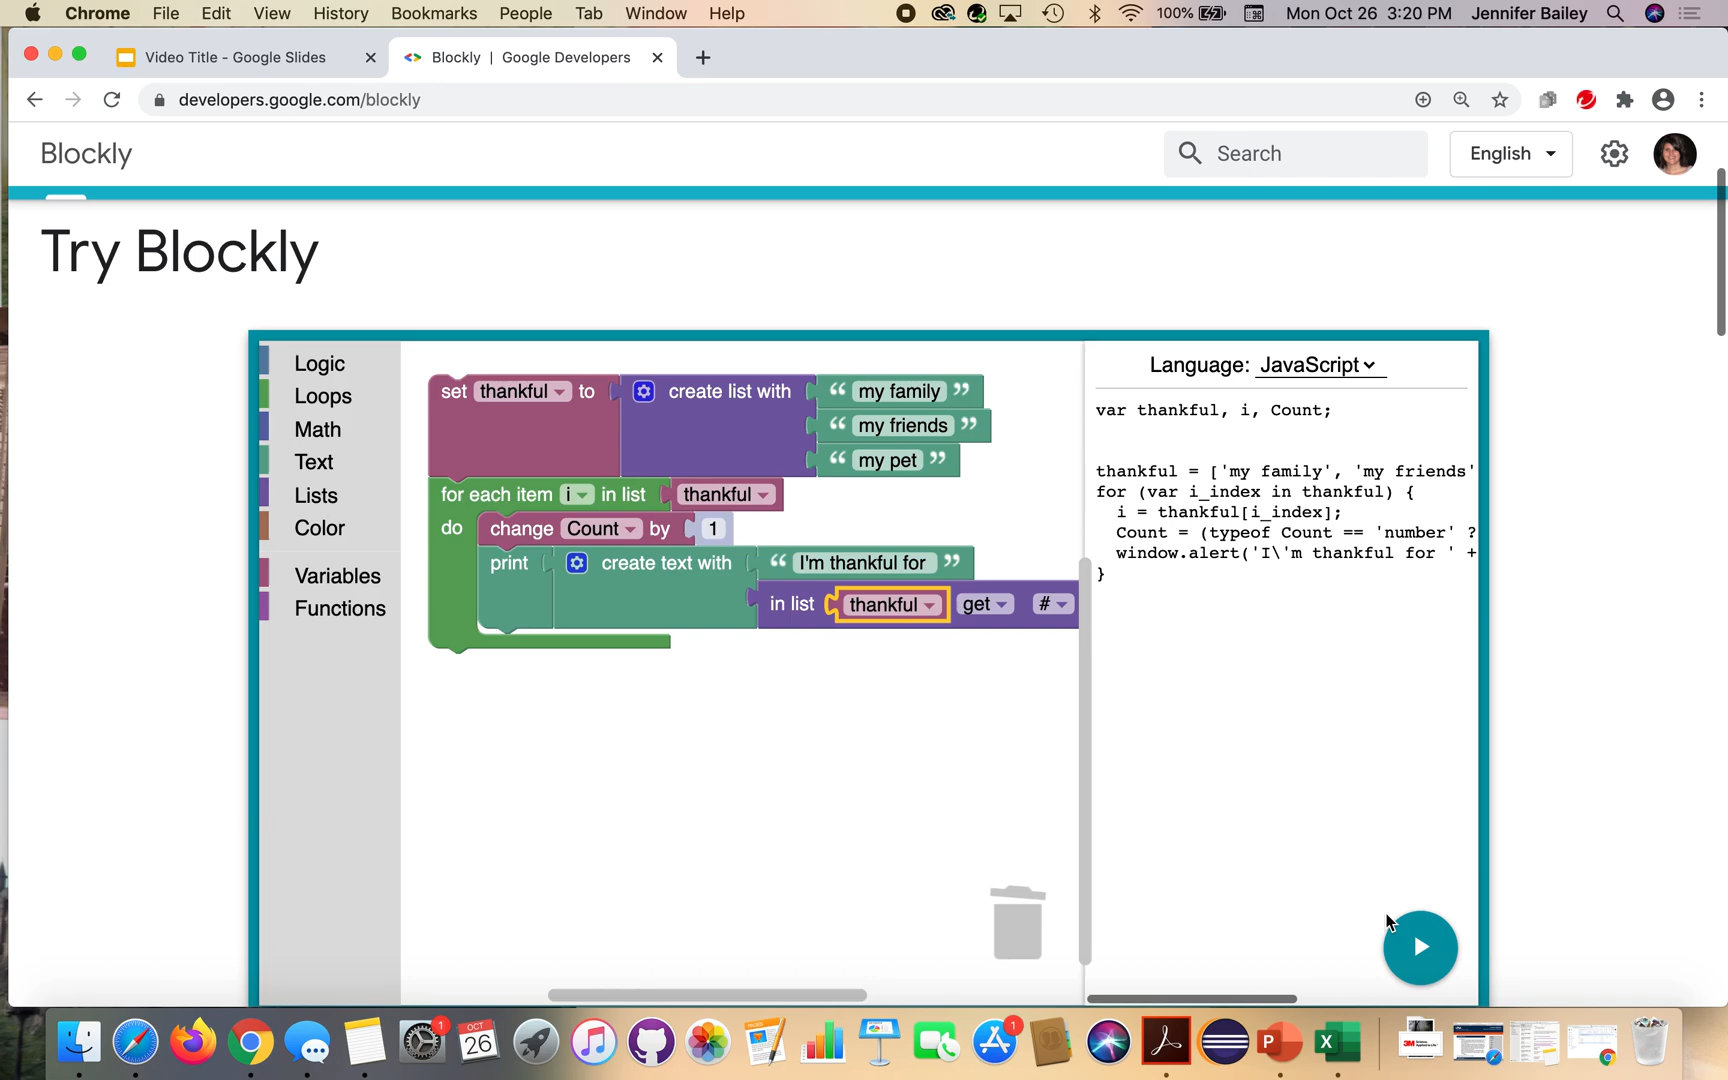 Chrome File Edit View History Bookmarks People Tab Window Help 100% Mon Oct 26 3:20 PM Jennifer Bailey
Video Title - Google Slides
Blockly | Google Developers
developers.google.com/blockly
Blockly
Search
English
Try Blockly
Logic
Loops
Math
Text
Lists
Color
Variables
Functions
set thankful to create list with “ my family ”
“ my friends ”
“ my pet ”
for each item i in list thankful
do change Count by 1
print create text with “ I'm thankful for ”
in list thankful get #
Language: JavaScript
var thankful, i, Count;
thankful = ['my family', 'my friends'
for (var i_index in thankful) {
i = thankful[i_index];
Count = (typeof Count == 'number' ?
window.alert('I\'m thankful for ' +
}
1
OCT
26
1
P
X
3M